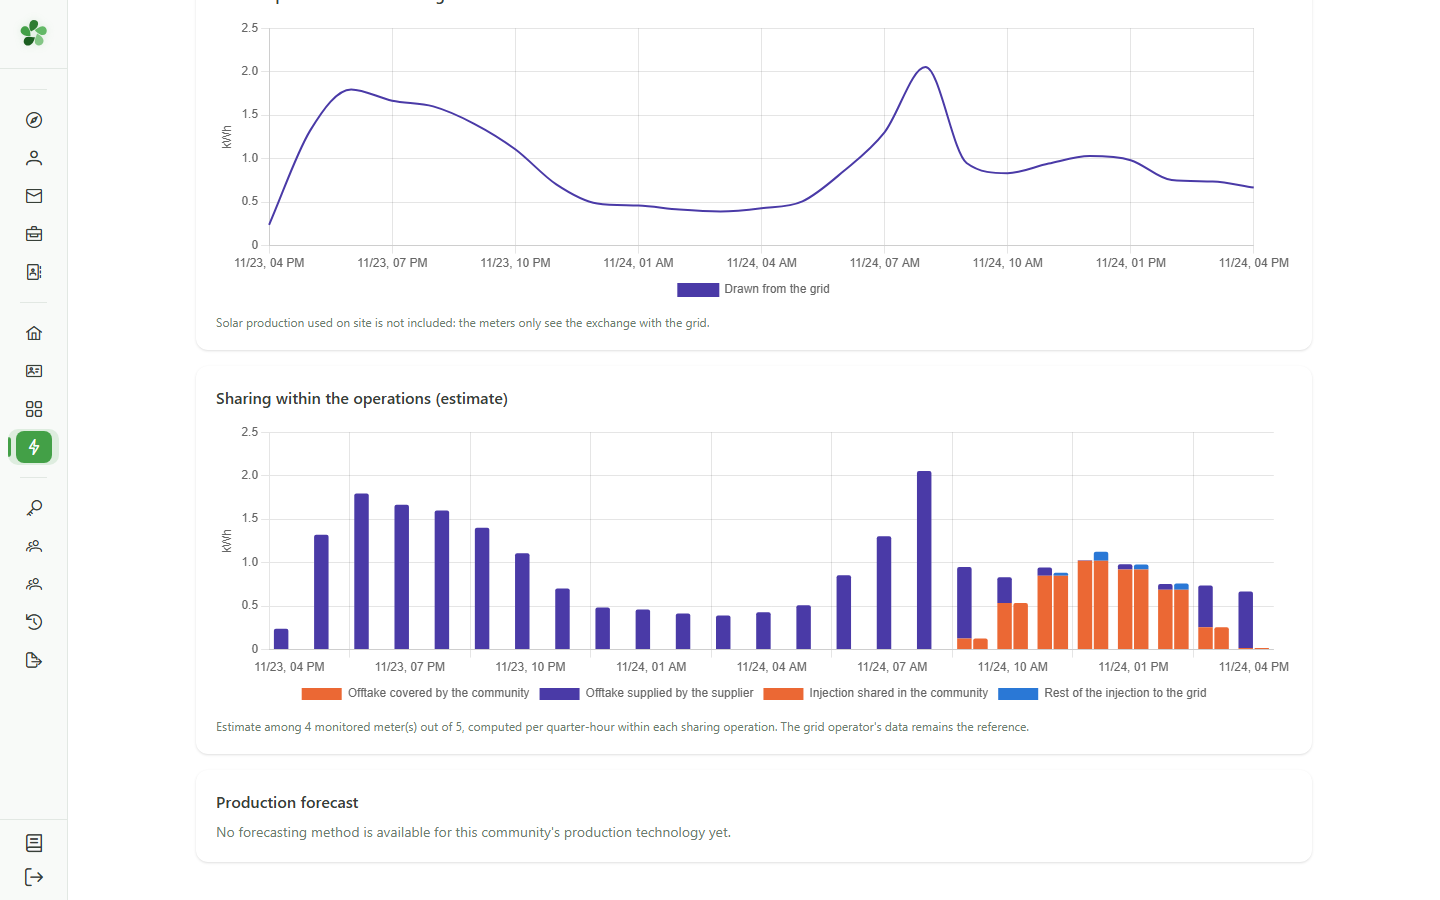 2.5
2.0
1.5
1.0
0.5
0
kWh
11/23, 04 PM 11/23, 07 PM 11/23, 10 PM 11/24, 01 AM 11/24, 04 AM 11/24, 07 AM 11/24, 10 AM 11/24, 01 PM 11/24, 04 PM
Drawn from the grid
Solar production used on site is not included: the meters only see the exchange with the grid.
Sharing within the operations (estimate)
2.5
2.0
1.5
1.0
0.5
0
kWh
11/23, 04 PM 11/23, 07 PM 11/23, 10 PM 11/24, 01 AM 11/24, 04 AM 11/24, 07 AM 11/24, 10 AM 11/24, 01 PM 11/24, 04 PM
Offtake covered by the community Offtake supplied by the supplier Injection shared in the community Rest of the injection to the grid
Estimate among 4 monitored meter(s) out of 5, computed per quarter-hour within each sharing operation. The grid operator's data remains the reference.
Production forecast
No forecasting method is available for this community's production technology yet.